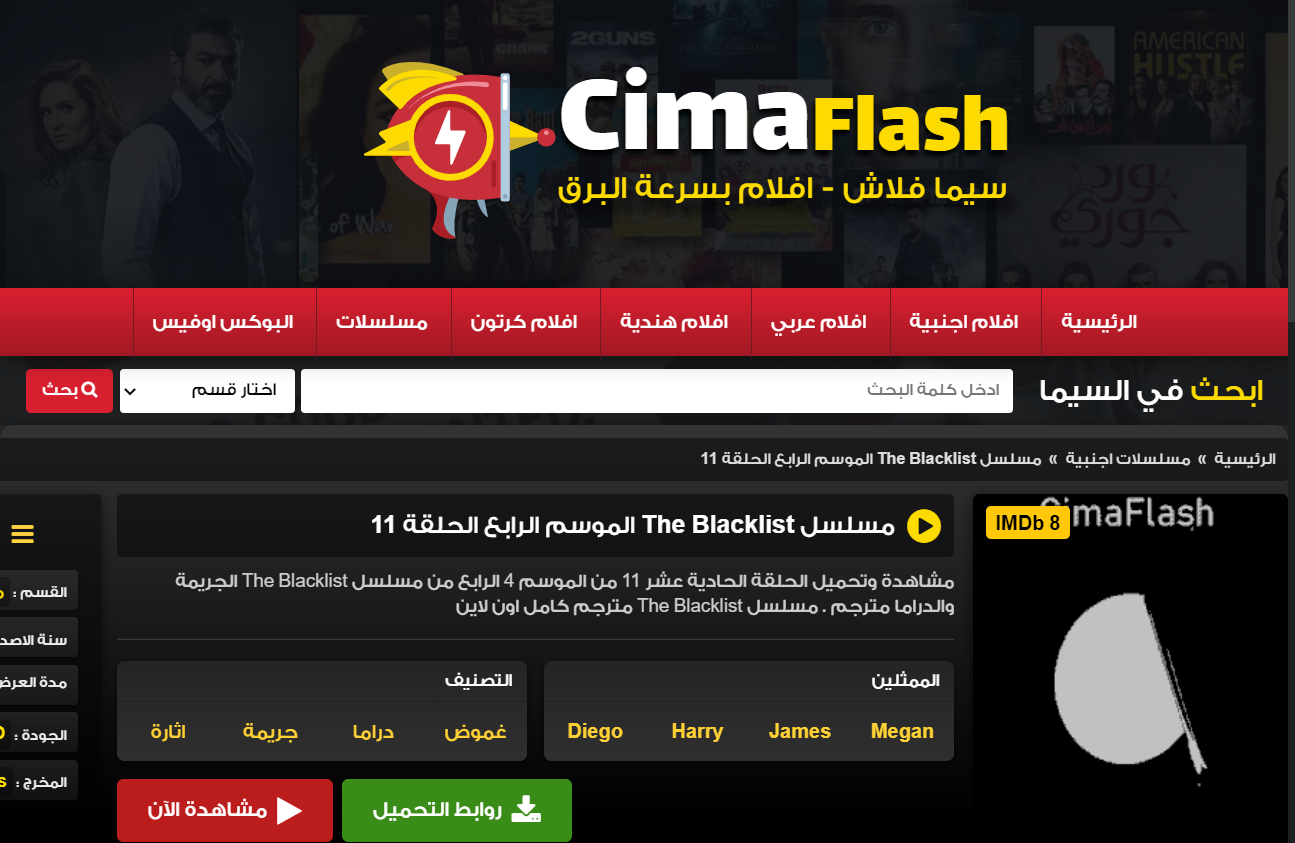 CRANK
2GUNS
AMERICAN
HUSTLE
of War
CimaFlash
سيما فلاش - افلام بسرعة البرق
الرئيسية
افلام اجنبية
افلام عربي
افلام هندية
افلام كرتون
مسلسلات
البوكس اوفيس
ابحث في السيما
ادخل كلمة البحث
اختار قسم
بحث
الرئيسية » مسلسلات اجنبية » مسلسل The Blacklist الموسم الرابع الحلقة 11
CimaFlash
IMDb 8
مسلسل The Blacklist الموسم الرابع الحلقة 11
مشاهدة وتحميل الحلقة الحادية عشر 11 من الموسم 4 الرابع من مسلسل The Blacklist الجريمة
والدراما مترجم . مسلسل The Blacklist مترجم كامل اون لاين
الممثلين
Megan James Harry Diego
التصنيف
غموض دراما جريمة اثارة
روابط التحميل
مشاهدة الآن
القسم :
سنة الاصد
مدة العرض
الجودة :
المخرج :